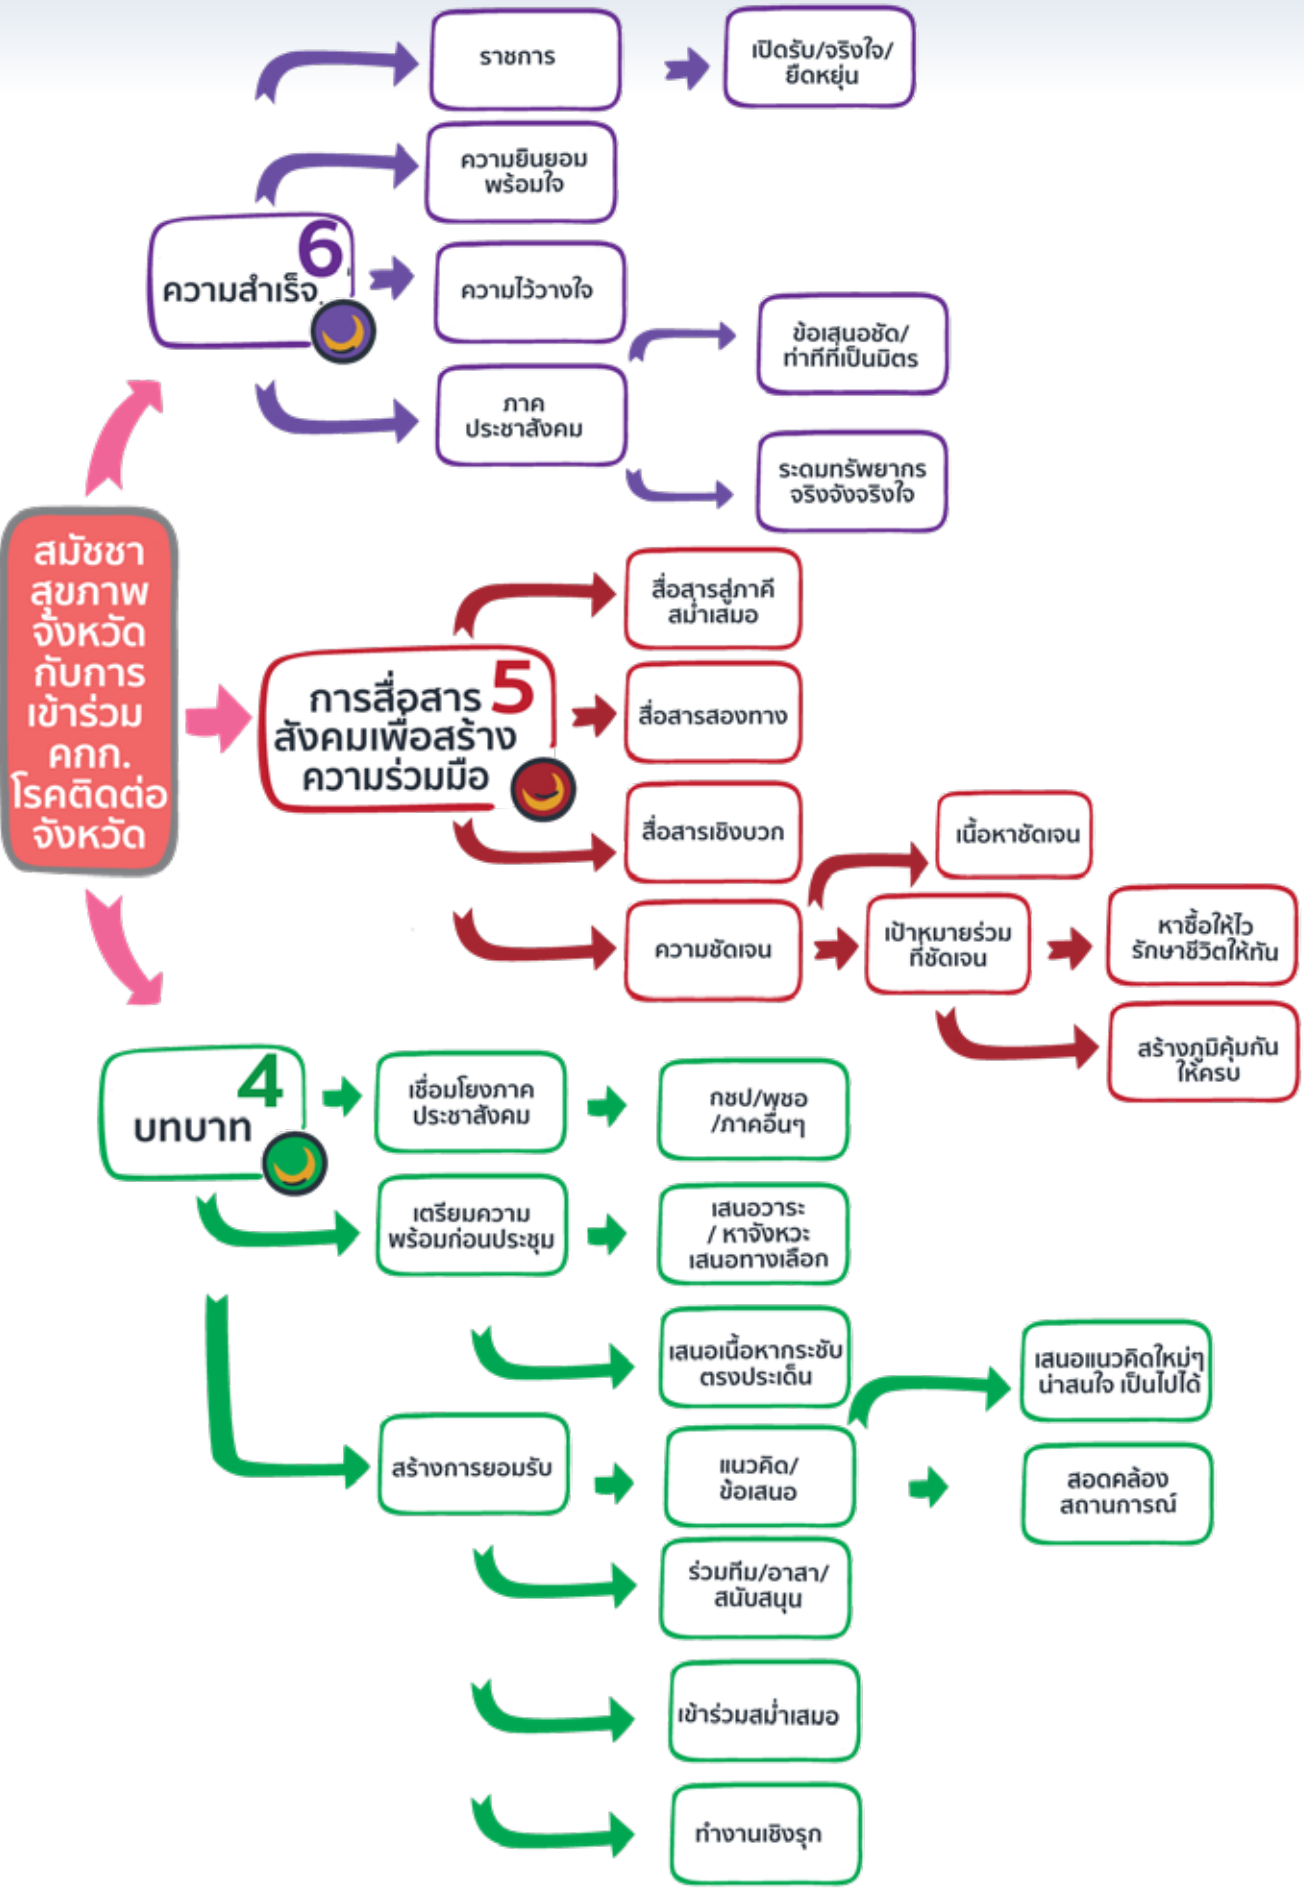 ราชการ
เปิดรับ/จริงใจ/
ยืดหยุ่น
ความยินยอม
พร้อมใจ
6
ความสำเร็จ
ความไว้วางใจ
ข้อเสนอชัด/
ท่าทีที่เป็นมิตร
ภาค
ประชาสังคม
ระดมทรัพยากร
จริงจังจริงใจ
สมัชชา
สุขภาพ
จังหวัด
กับการ
เข้าร่วม
คกก.
โรคติดต่อ
จังหวัด
สื่อสารสู่ภาคี
สม่ำเสมอ
5
การสื่อสาร
สังคมเพื่อสร้าง
ความร่วมมือ
สื่อสารสองทาง
สื่อสารเชิงบวก
เนื้อหาชัดเจน
ความชัดเจน
เป้าหมายร่วม
ที่ชัดเจน
หาซื้อให้ไว
รักษาชีวิตให้ทัน
สร้างภูมิคุ้มกัน
ให้ครบ
4
บทบาท
เชื่อมโยงภาค
ประชาสังคม
กชป/พชอ
/ภาคอื่นๆ
เตรียมความ
พร้อมก่อนประชุม
เสนอวาระ
/ หาจังหวะ
เสนอทางเลือก
เสนอเนื้อหากระชับ
ตรงประเด็น
เสนอแนวคิดใหม่ๆ
น่าสนใจ เป็นไปได้
สร้างการยอมรับ
แนวคิด/
ข้อเสนอ
สอดคล้อง
สถานการณ์
ร่วมทีม/อาสา/
สนับสนุน
เข้าร่วมสม่ำเสมอ
ทำงานเชิงรุก